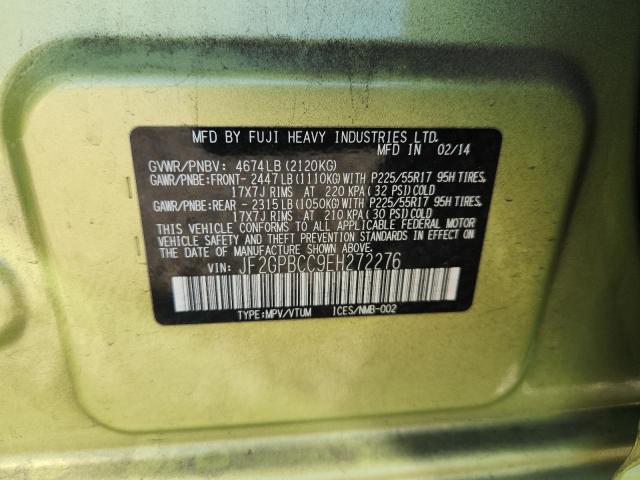 MFD BY FUJI HEAVY INDUSTRIES LTD.
MFD IN 02/14
GVWR/PNBV: 4674LB(2120KG)
GAWR/PNBE:FRONT-2447LB(1110KG)WITH P225/55R17 95H TIRES,
17X7J RIMS AT 220 KPA(32 PSI)COLD
GAWR/PNBE:REAR -2315LB(1050KG)WITH P225/55R17 95H TIRES,
17X7J RIMS AT 210 KPA(30 PSI)COLD
THIS VEHICLE CONFORMS TO ALL APPLICABLE FEDERAL MOTOR
VEHICLE SAFETY AND THEFT PREVENTION STANDARDS IN EFFECT ON
THE DATE OF MANUFACTURE SHOWN ABOVE.
VIN: JF2GPBCC9EH272276
TYPE:MPV/VTUM ICES/NMB-002